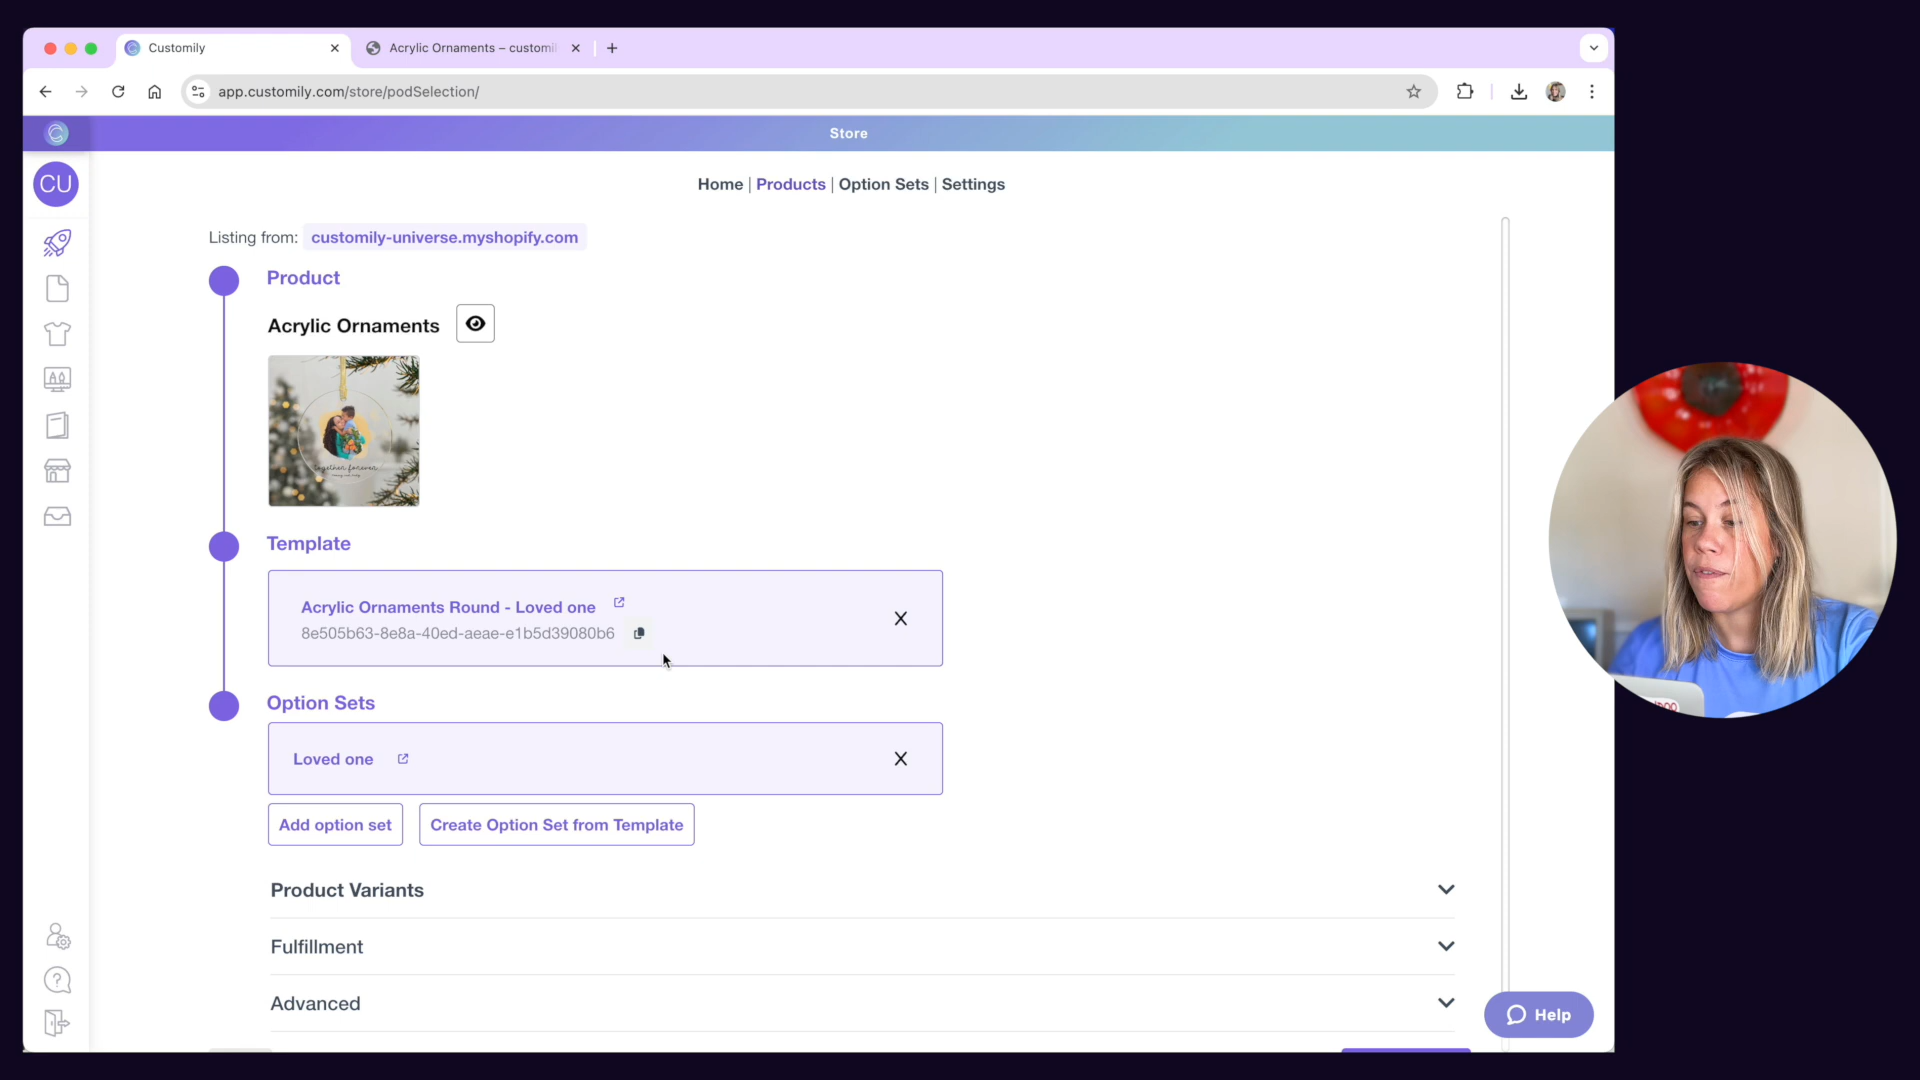 Customily
Acrylic Ornaments – customi
app.customily.com/store/podSelection/
Store
CU
Home | Products | Option Sets | Settings
Listing from: customily-universe.myshopify.com
Product
Acrylic Ornaments
together forever
Template
Acrylic Ornaments Round - Loved one
8e505b63-8e8a-40ed-aeae-e1b5d39080b6
X
Option Sets
Loved one
X
Add option set
Create Option Set from Template
Product Variants
Fulfillment
Advanced
Help